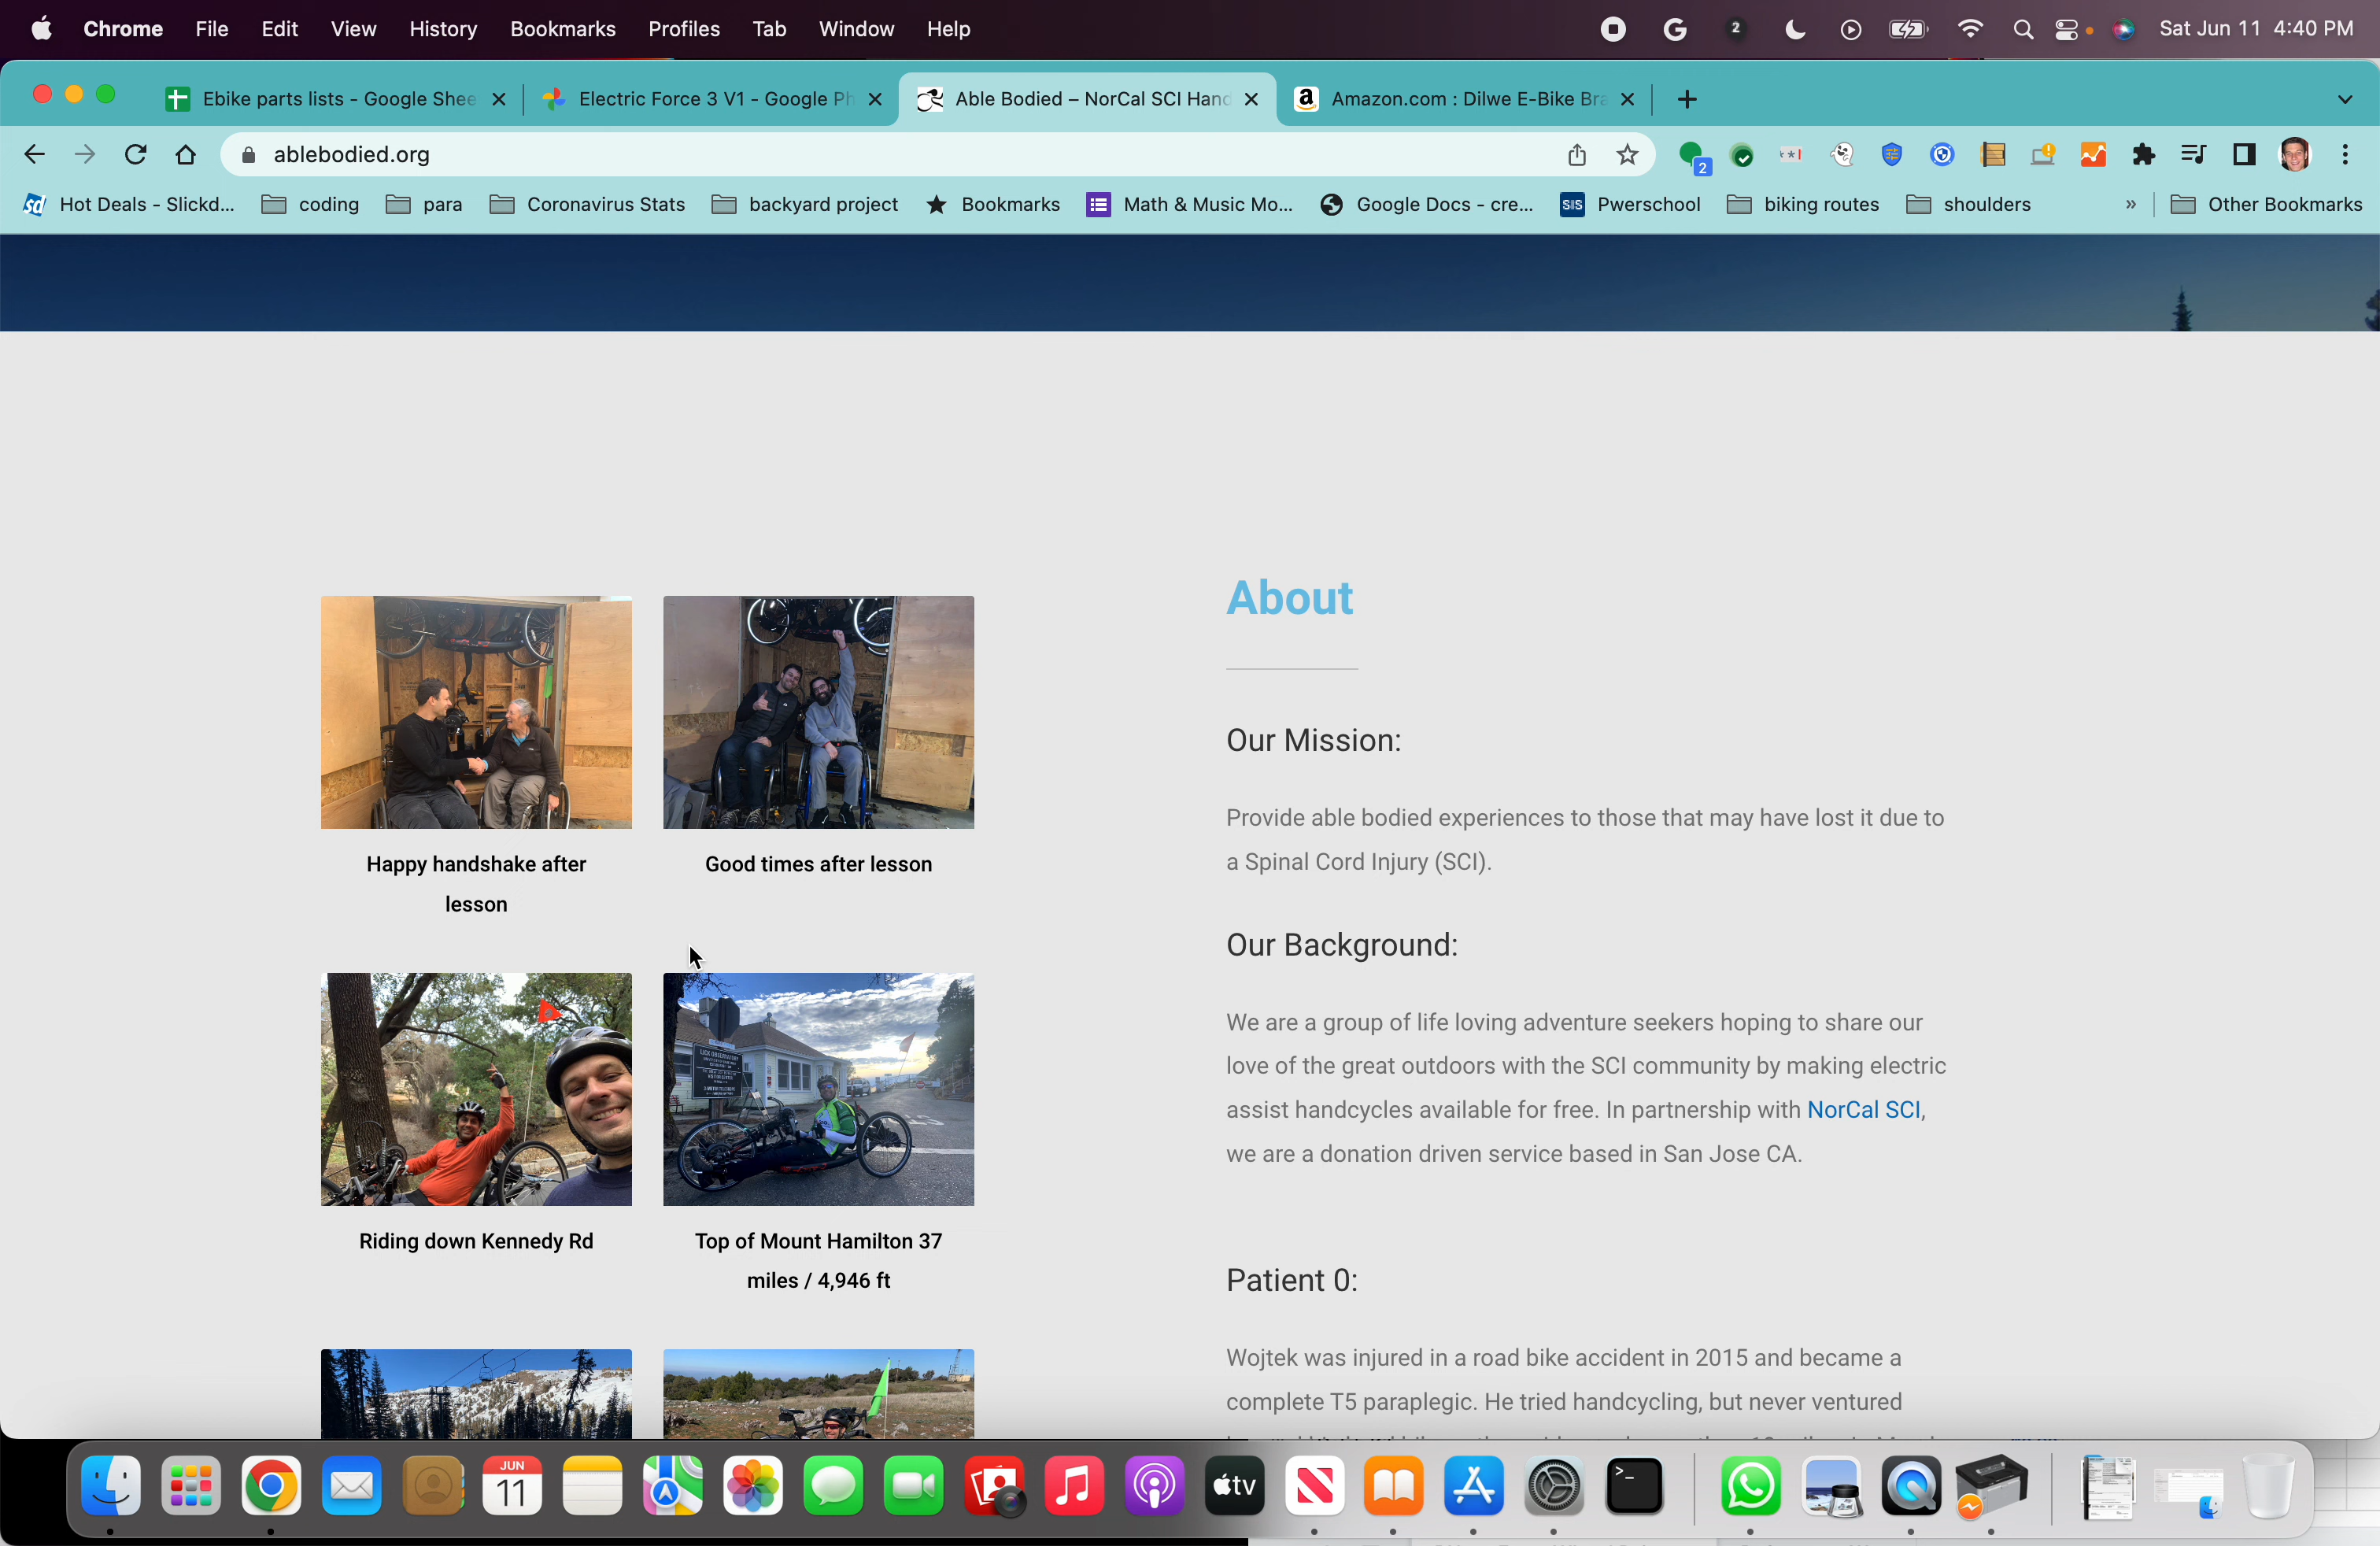 Chrome File Edit View History Bookmarks Profiles Tab Window Help 2 Sat Jun 11 4:40 PM
Ebike parts lists - Google Shee Electric Force 3 V1 - Google Ph Able Bodied – NorCal SCI Hand Amazon.com : Dilwe E-Bike Bra
ablebodied.org 2
Hot Deals - Slickd... coding para Coronavirus Stats backyard project Bookmarks Math & Music Mo... Google Docs - cre... SIS Pwerschool biking routes shoulders » Other Bookmarks
Happy handshake after
lesson
Good times after lesson
LICK OBSERVATORY
Riding down Kennedy Rd
Top of Mount Hamilton 37
miles / 4,946 ft
About
Our Mission:
Provide able bodied experiences to those that may have lost it due to
a Spinal Cord Injury (SCI).
Our Background:
We are a group of life loving adventure seekers hoping to share our
love of the great outdoors with the SCI community by making electric
assist handcycles available for free. In partnership with NorCal SCI,
we are a donation driven service based in San Jose CA.
Patient 0:
Wojtek was injured in a road bike accident in 2015 and became a
complete T5 paraplegic. He tried handcycling, but never ventured
JUN
11
tv